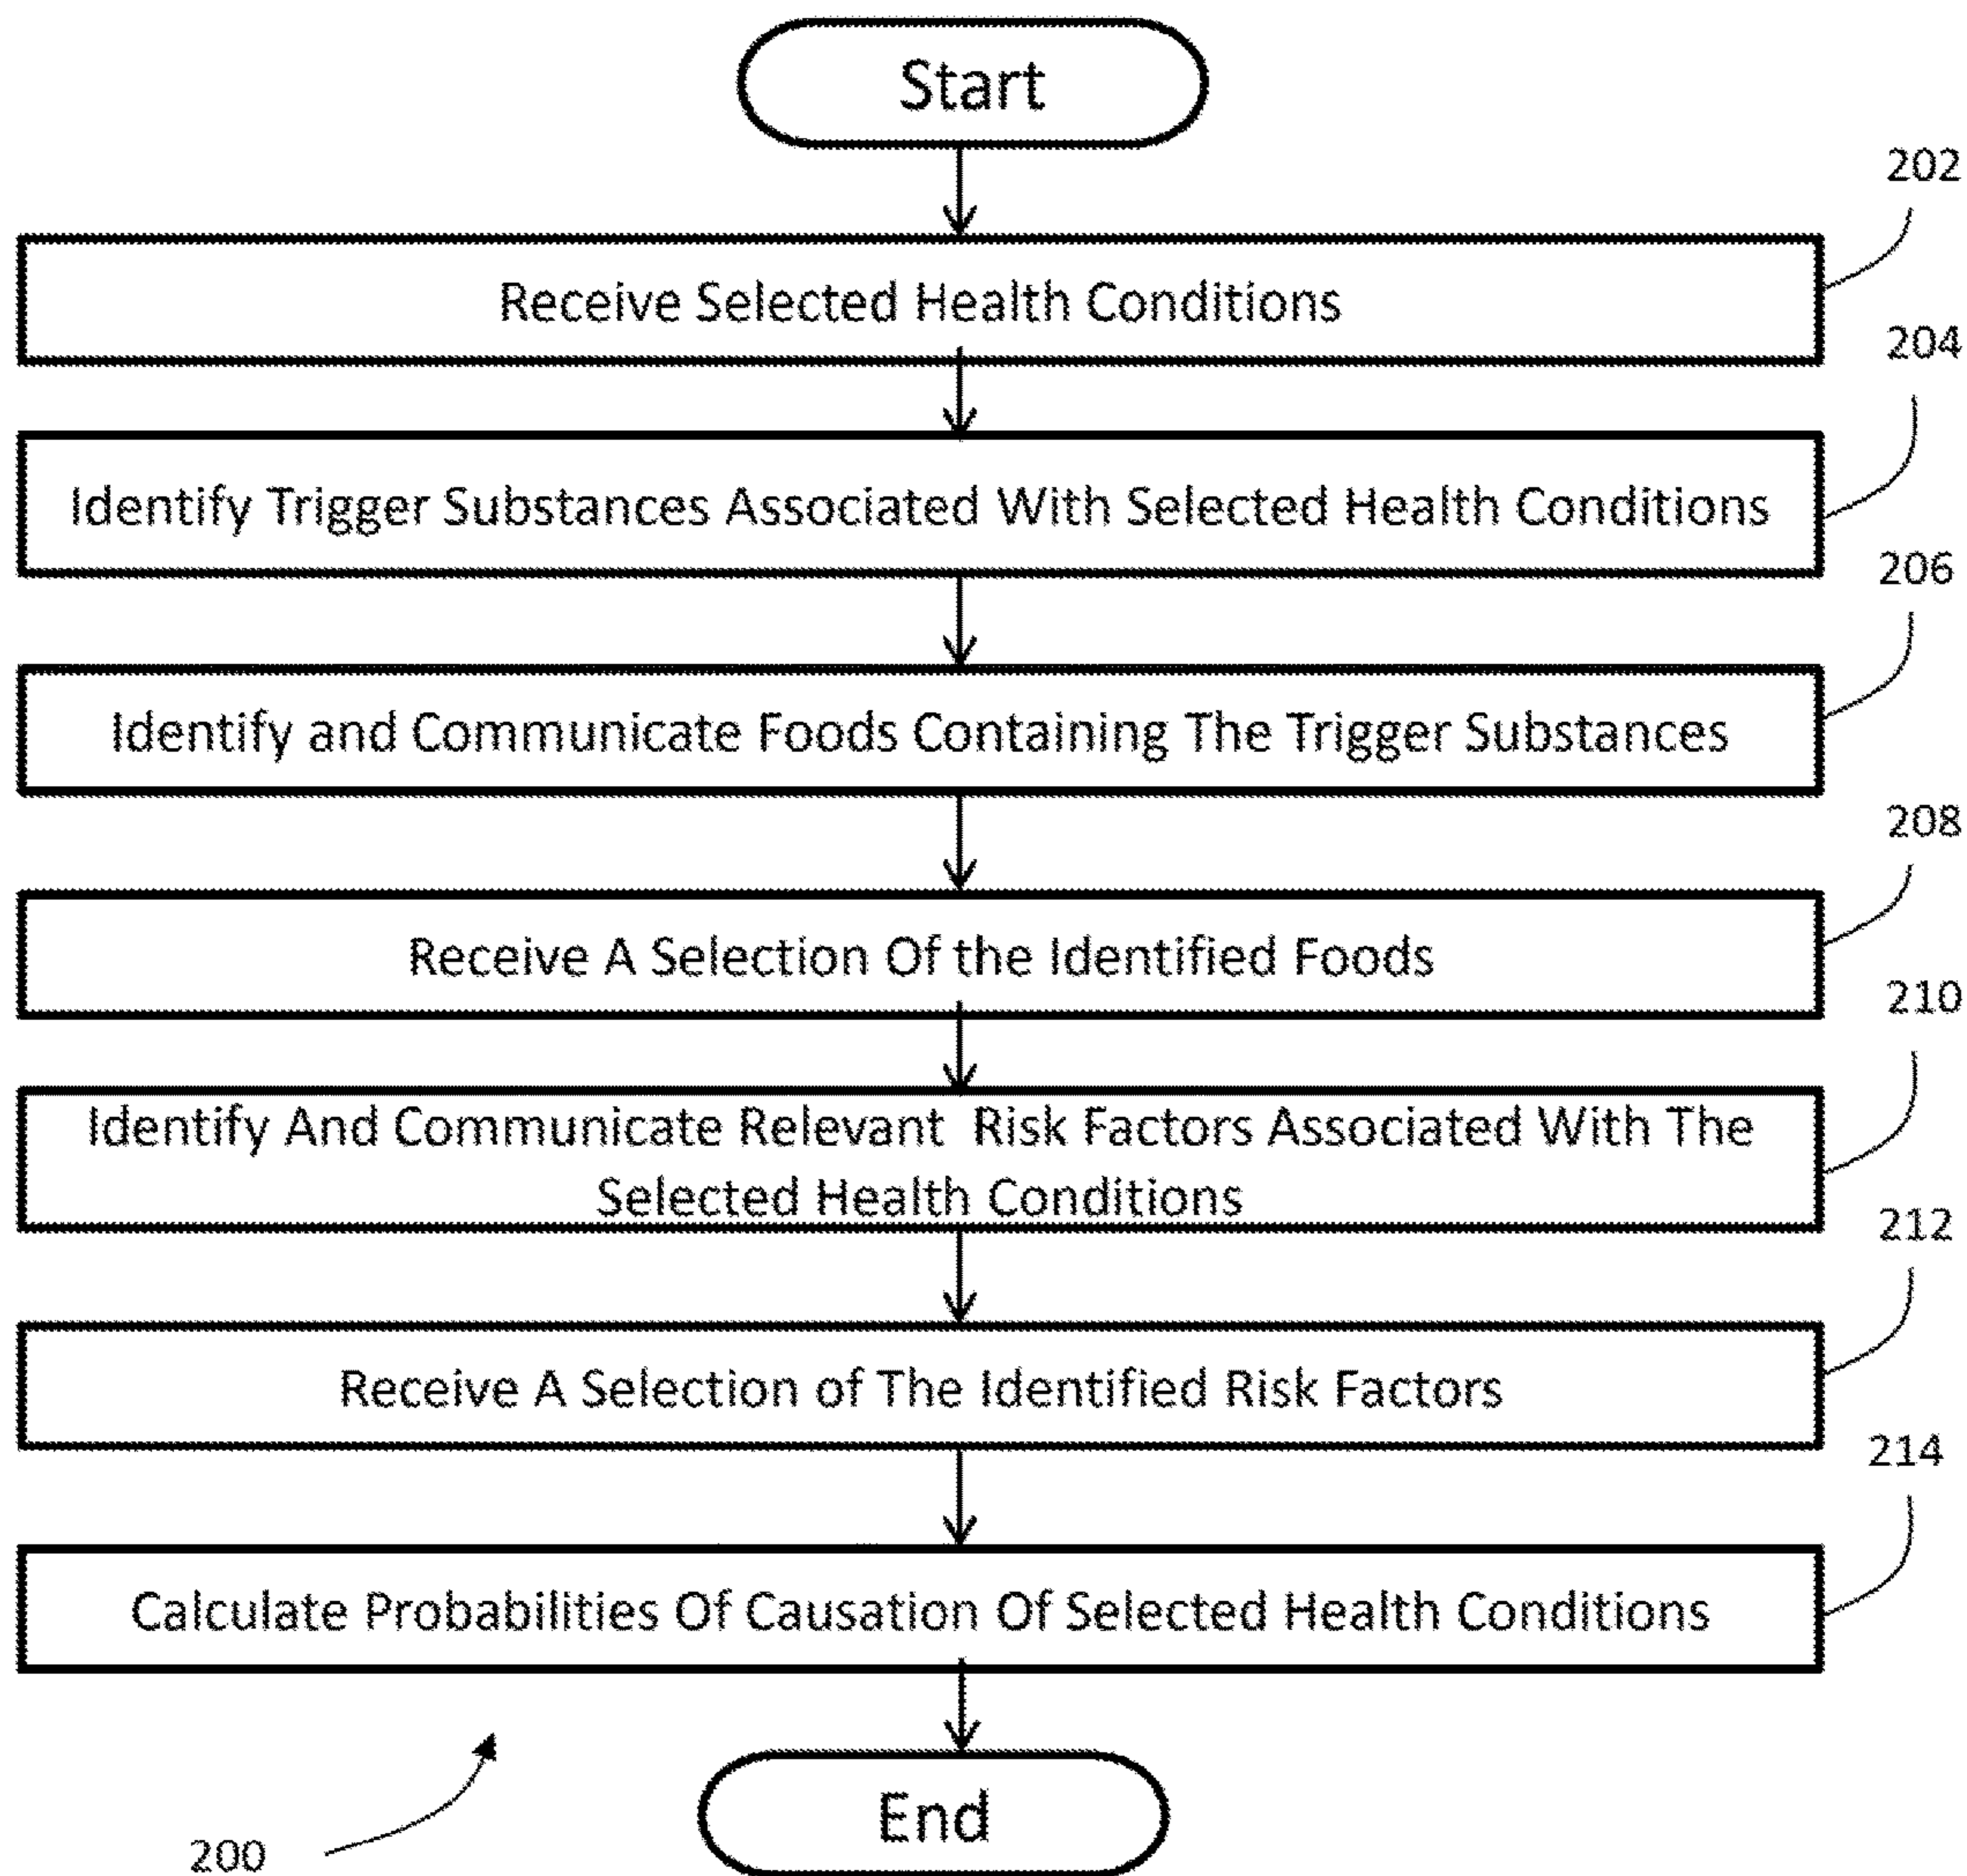 Start
202
Receive Selected Health Conditions
204
Identify Trigger Substances Associated With Selected Health Conditions
206
Identify and Communicate Foods Containing The Trigger Substances
208
Receive A Selection Of the Identified Foods
210
Identify And Communicate Relevant Risk Factors Associated With The
Selected Health Conditions
212
Receive A Selection of The Identified Risk Factors
214
Calculate Probabilities Of Causation Of Selected Health Conditions
End
200